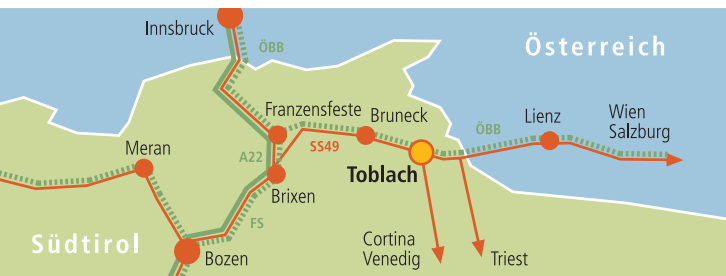 Innsbruck
ÖBB
Österreich
Franzensfeste
Bruneck
ÖBB
Lienz
Wien
Salzburg
Meran
A22
SS49
Toblach
Brixen
FS
Südtirol
Bozen
Cortina
Venedig
Triest